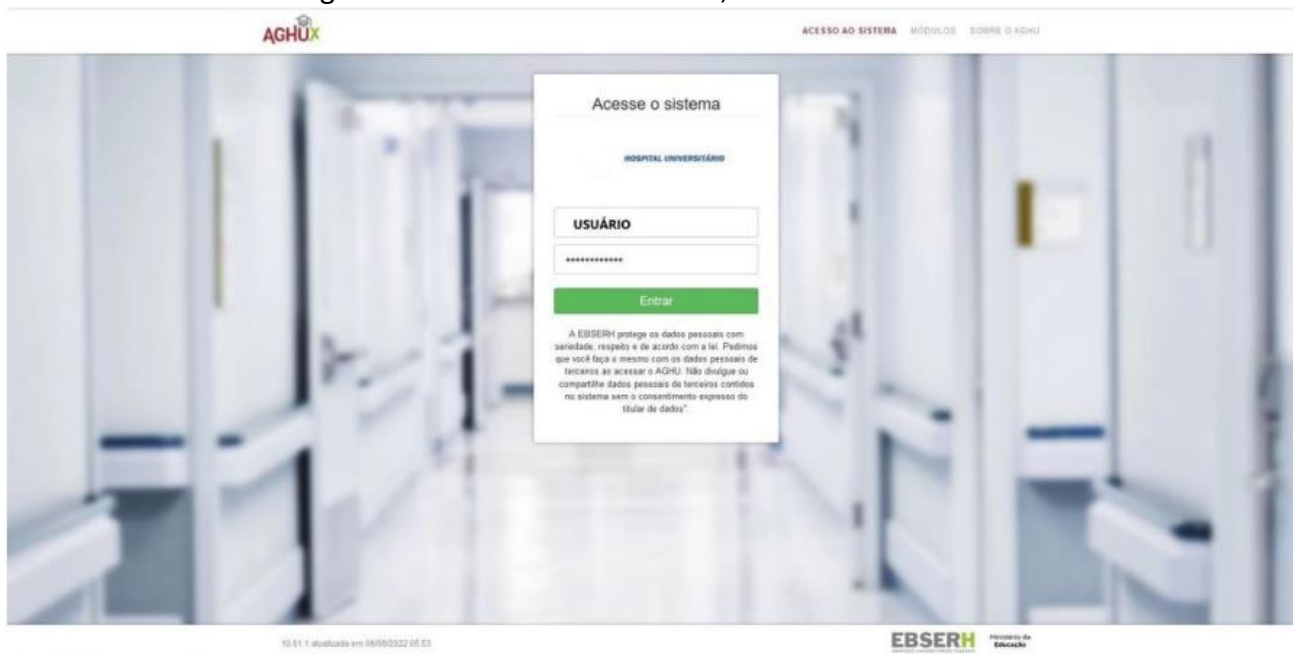 AGHUX
ACESSO AO SISTEMA MÓDULOS SOBRE O AGHU
Acesse o sistema
HOSPITAL UNIVERSITÁRIO
USUÁRIO
************
Entrar
A EBSERH protege os dados pessoais com
seriedade, respeito e de acordo com a lei. Pedimos
que você faça o mesmo com os dados pessoais de
terceiros ao acessar o AGHU. Não divulgue ou
compartilhe dados pessoais de terceiros contidos
no sistema sem o consentimento expresso do
titular de dados".
atualizada em
EBSERH Ministério da
Educação